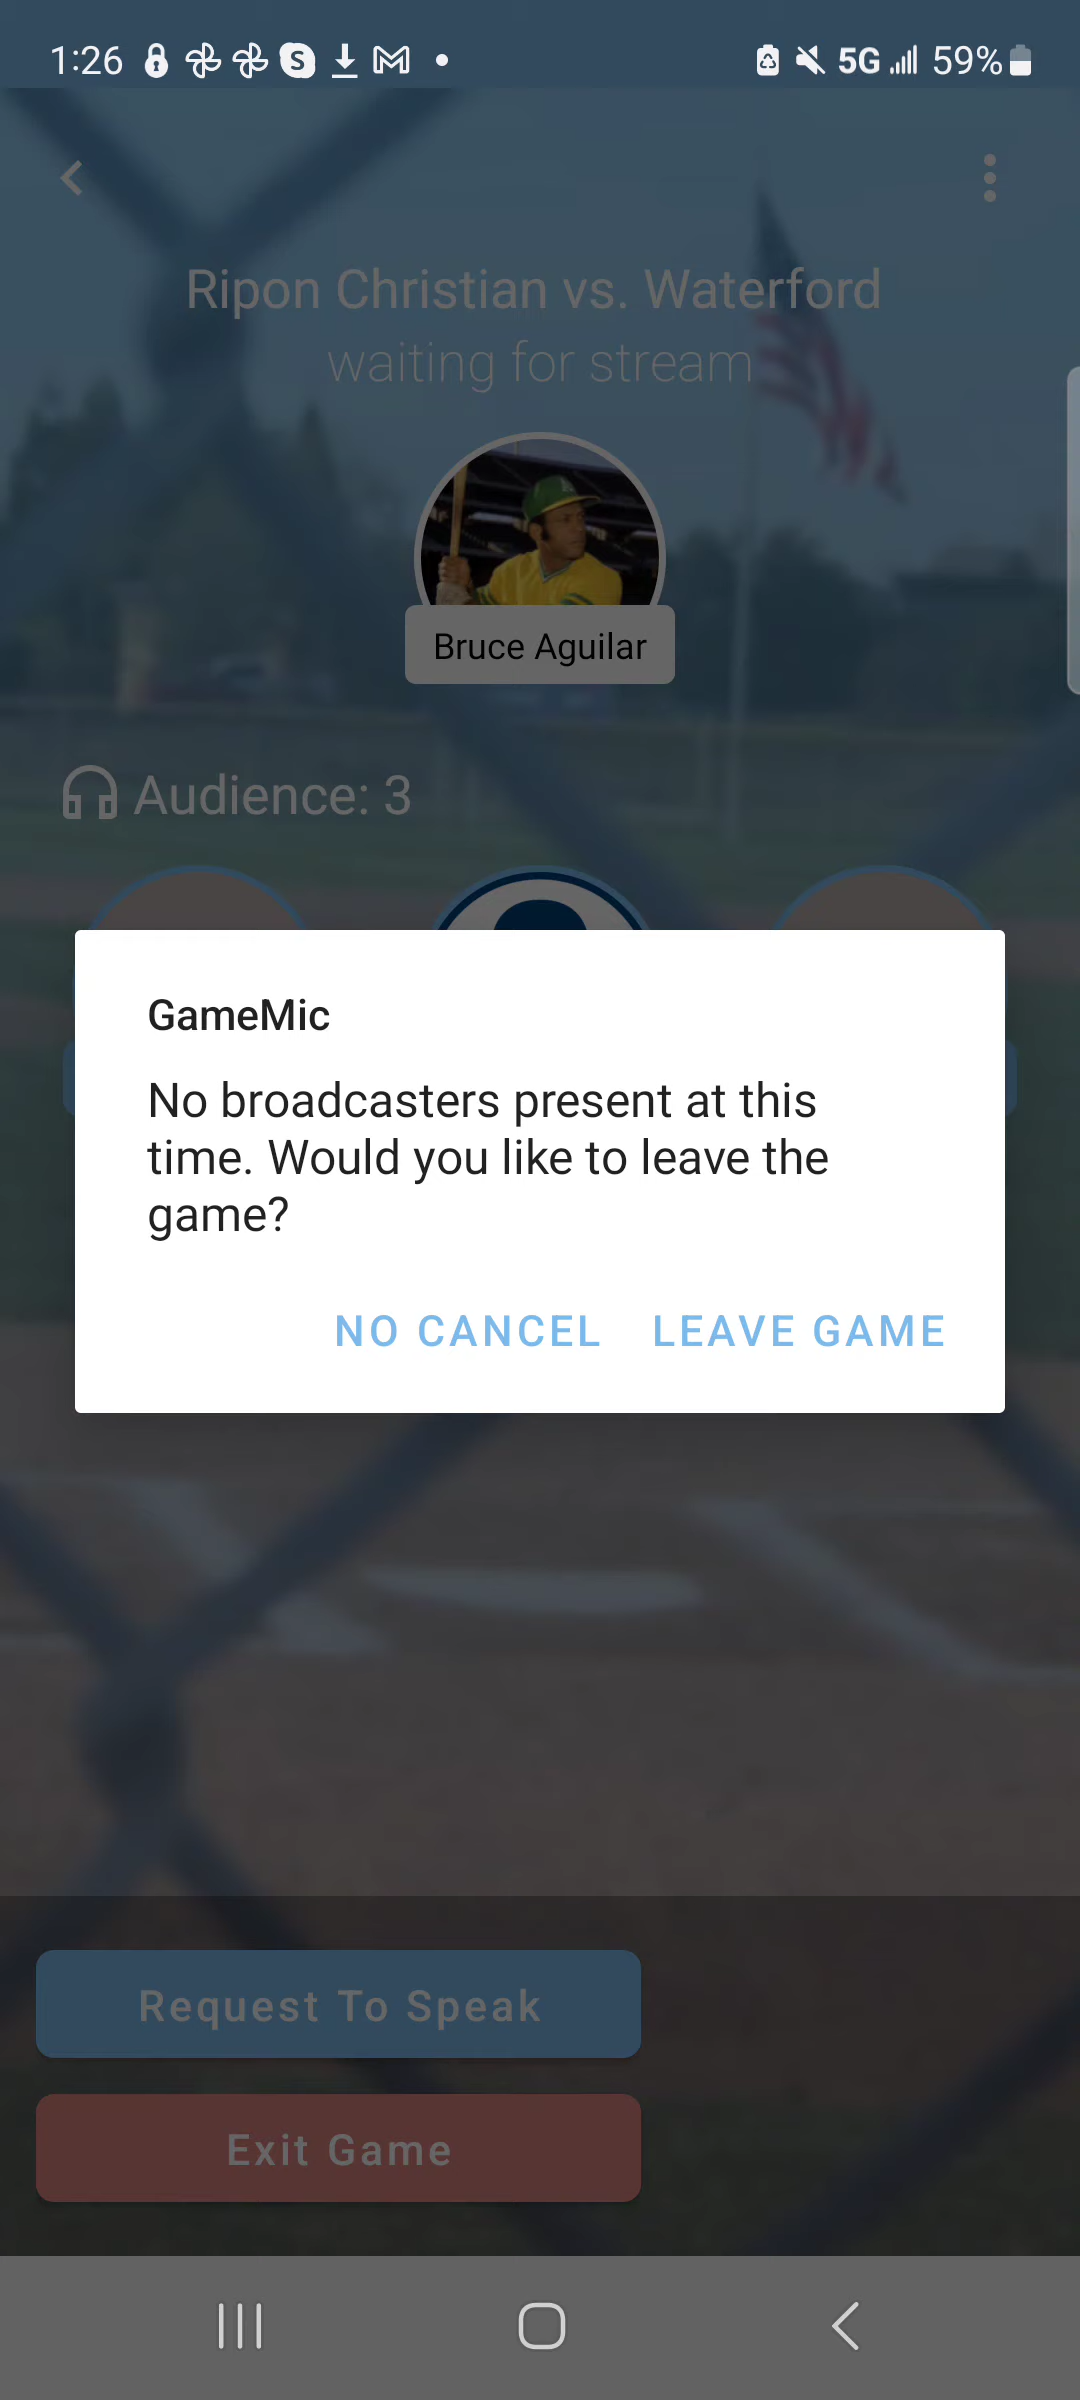 1:26
5G
59%
Ripon Christian vs. Waterford
waiting for stream
Bruce Aguilar
Audience: 3
GameMic
No broadcasters present at this
time. Would you like to leave the
game?
NO CANCEL LEAVE GAME
Request To Speak
Exit Game